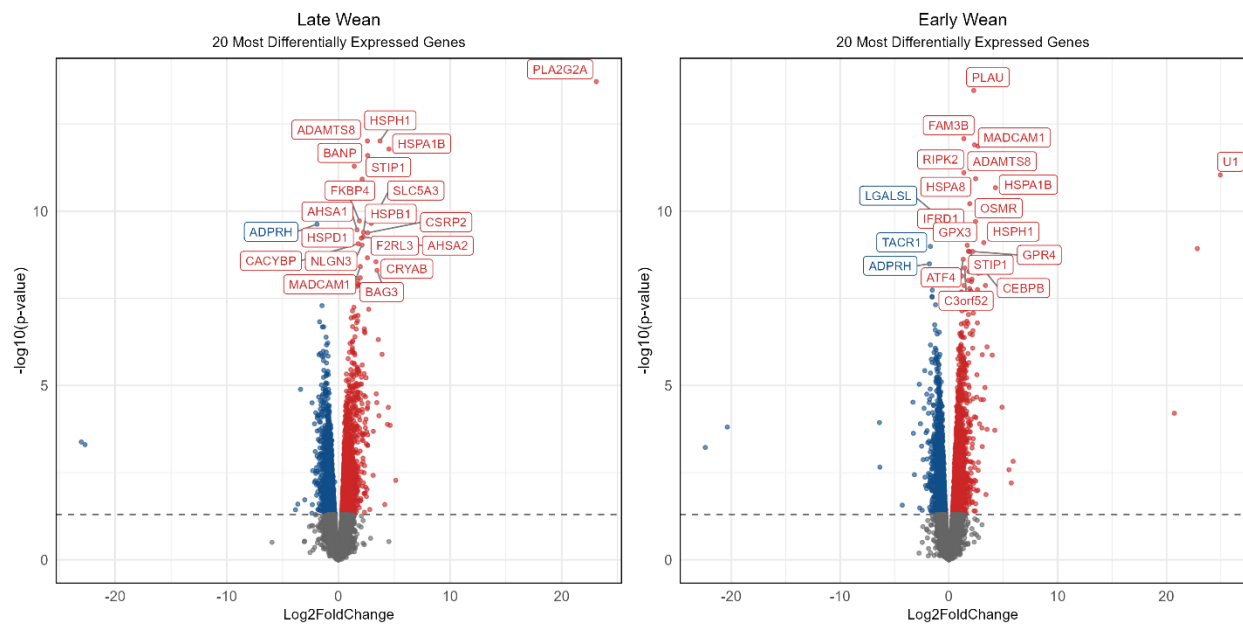 Late Wean
20 Most Differentially Expressed Genes
PLA2G2A
HSPH1
ADAMTS8
HSPA1B
BANP
STIP1
FKBP4
SLC5A3
AHSA1
HSPB1
CSRP2
ADPRH
HSPD1
F2RL3
AHSA2
CACYBP
NLGN3
CRYAB
MADCAM1
BAG3
10
5
0
-20
-10
0
10
20
-log10(p-value)
Log2FoldChange
Early Wean
20 Most Differentially Expressed Genes
PLAU
FAM3B
MADCAM1
RIPK2
ADAMTS8
U1
HSPA8
HSPA1B
LGALSL
OSMR
IFRD1
GPX3
HSPH1
TACR1
GPR4
ADPRH
STIP1
ATF4
CEBPB
C3orf52
10
5
0
-20
-10
0
10
20
-log10(p-value)
Log2FoldChange